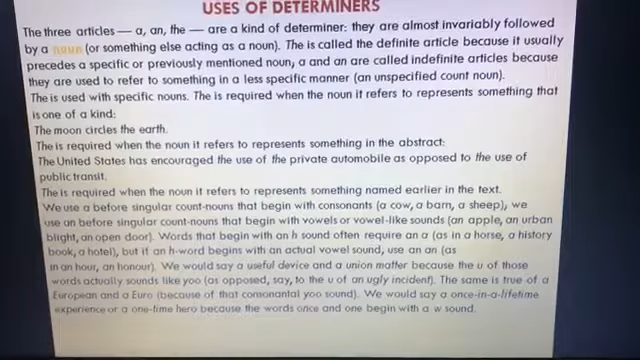 USES OF DETERMINERS
The three articles — a, an, the — are a kind of determiner: they are almost invariably followed
by a noun (or something else acting as a noun). The is called the definite article because it usually
precedes a specific or previously mentioned noun, a and an are called indefinite articles because
they are used to refer to something in a less specific manner (an unspecified count noun).
The is used with specific nouns. The is required when the noun it refers to represents something that
is one of a kind:
The moon circles the earth.
The is required when the noun it refers to represents something in the abstract:
The United States has encouraged the use of the private automobile as opposed to the use of
public transit.
The is required when the noun it refers to represents something named earlier in the text.
We use a before singular count-nouns that begin with consonants (a cow, a barn, a sheep); we
use an before singular count-nouns that begin with vowels or vowel-like sounds (an apple, an urban
blight, an open door). Words that begin with an h sound often require an a (as in a horse, a history
book, a hotel), but if an h-word begins with an actual vowel sound, use an an (as
in an hour, an honour). We would say a useful device and a union matter because the u of those
words actually sounds like yoo (as opposed, say, to the u of an ugly incident). The same is true of a
European and a Euro (because of that consonantal yoo sound). We would say a once-in-a-lifetime
experience or a one-time hero because the words once and one begin with a w sound.